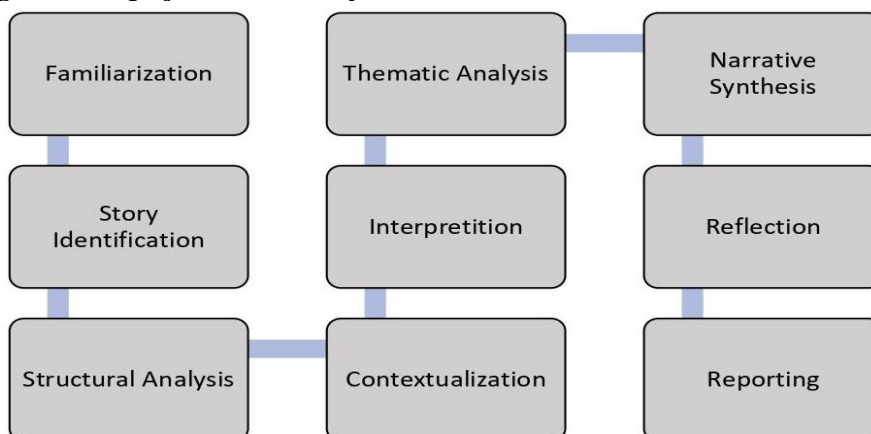 Familiarization
Story
Identification
Structural Analysis
Contextualization
Interpretition
Thematic Analysis
Narrative
Synthesis
Reflection
Reporting